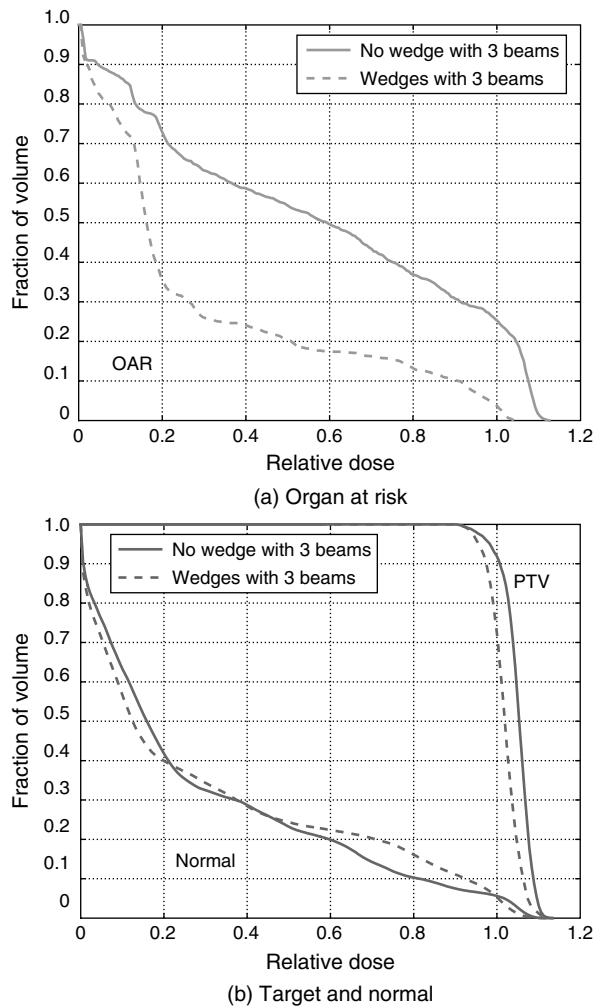 1.0
0.9
0.8
0.7
0.6
0.5
0.4
0.3
0.2
0.1
0
Fraction of volume
No wedge with 3 beams
Wedges with 3 beams
OAR
0 0.2 0.4 0.6 0.8 1.0 1.2
Relative dose
(a) Organ at risk
1.0
0.9
0.8
0.7
0.6
0.5
0.4
0.3
0.2
0.1
0
Fraction of volume
No wedge with 3 beams
Wedges with 3 beams
PTV
Normal
0 0.2 0.4 0.6 0.8 1.0 1.2
Relative dose
(b) Target and normal